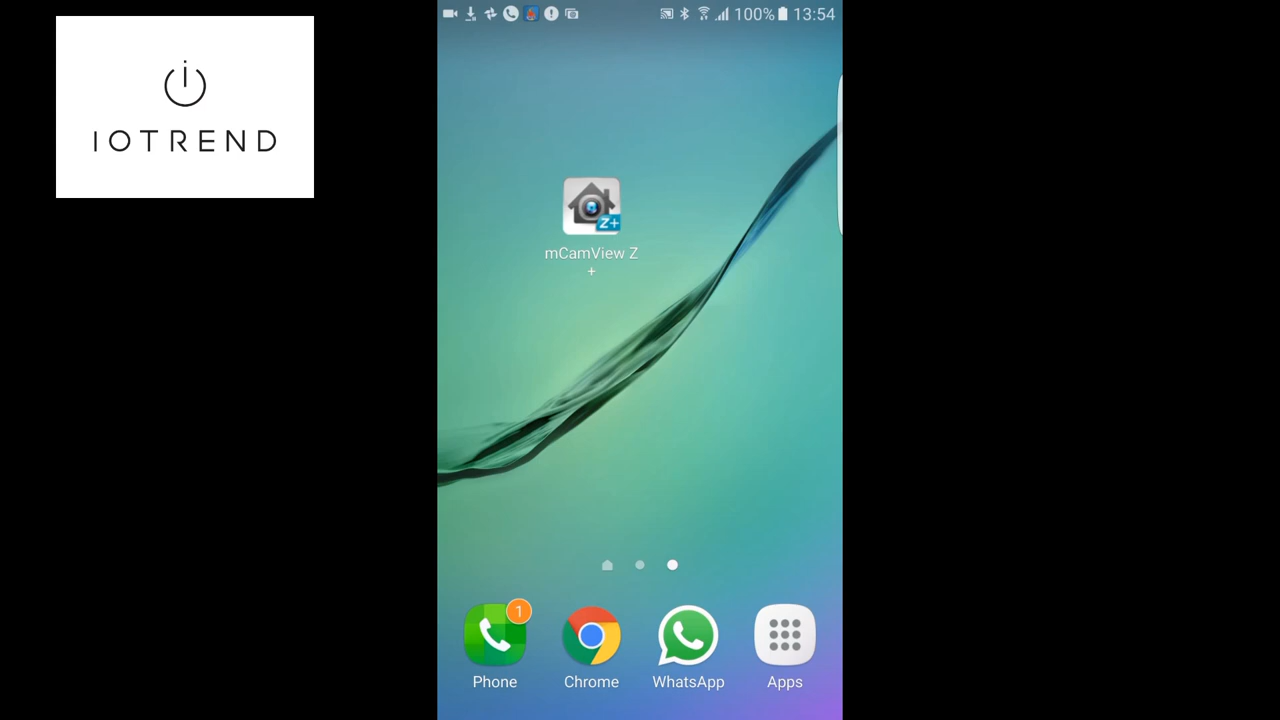 100% 13:54
IOTREND
Z+
mCamView Z
+
1
Phone
Chrome
WhatsApp
Apps